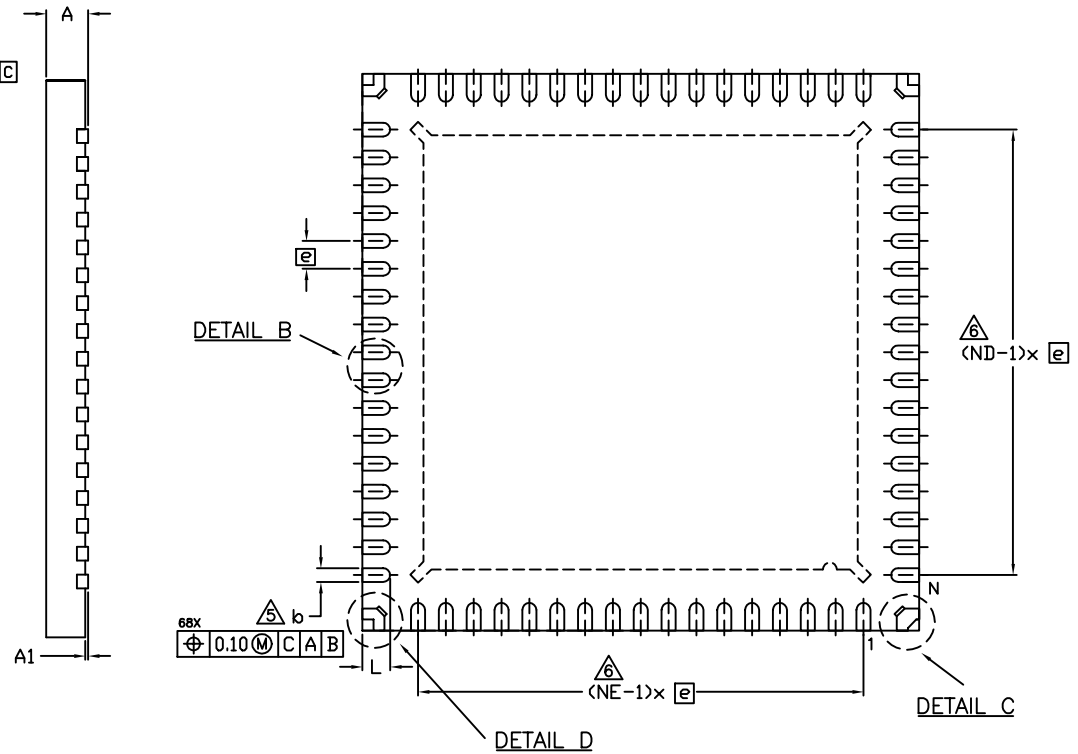 A
C
e
DETAIL B
6
(ND-1)x e
N
5 b
68X
⌖ 0.10 Ⓜ C A B
A1
L
1
6
(NE-1)x e
DETAIL C
DETAIL D